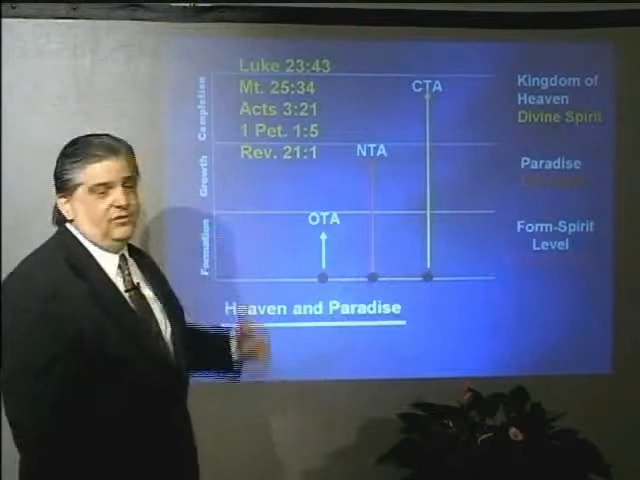 Luke 23:43
Mt. 25:34
Acts 3:21
1 Pet. 1:5
Rev. 21:1
Completion
Growth
Formation
OTA
NTA
CTA
Kingdom of
Heaven
Divine Spirit
Paradise
Form-Spirit
Level
Heaven and Paradise